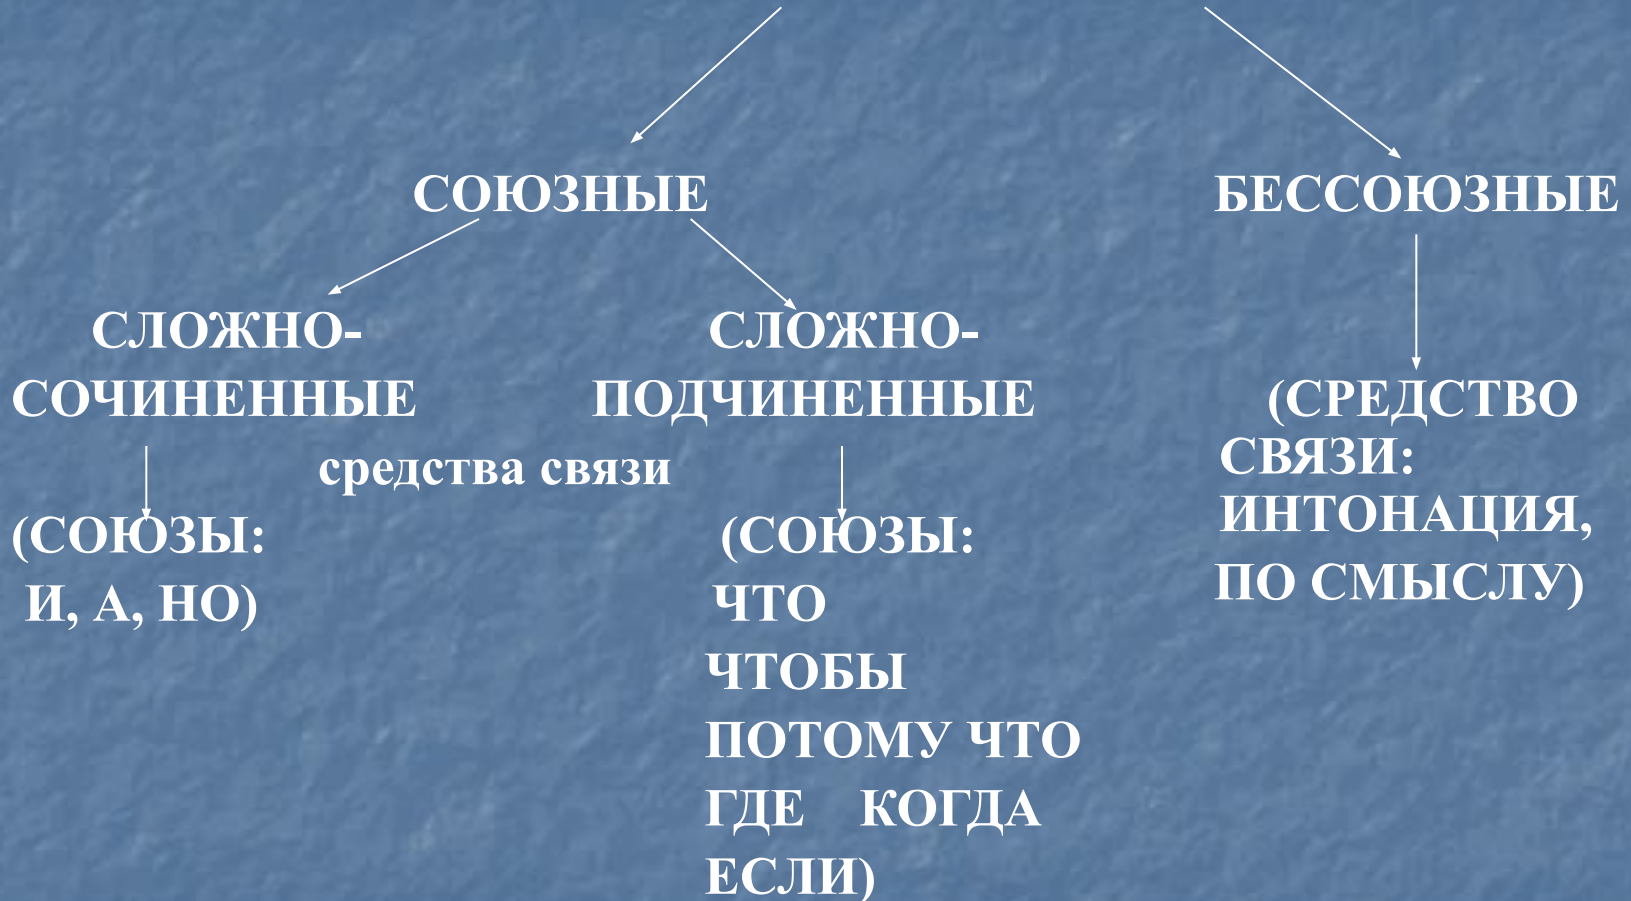 СОЮЗНЫЕ
БЕССОЮЗНЫЕ
СЛОЖНО-
СОЧИНЕННЫЕ
СЛОЖНО-
ПОДЧИНЕННЫЕ
средства связи
(СОЮЗЫ:
И, А, НО)
(СОЮЗЫ:
ЧТО
ЧТОБЫ
ПОТОМУ ЧТО
ГДЕ КОГДА
ЕСЛИ)
(СРЕДСТВО
СВЯЗИ:
ИНТОНАЦИЯ,
ПО СМЫСЛУ)